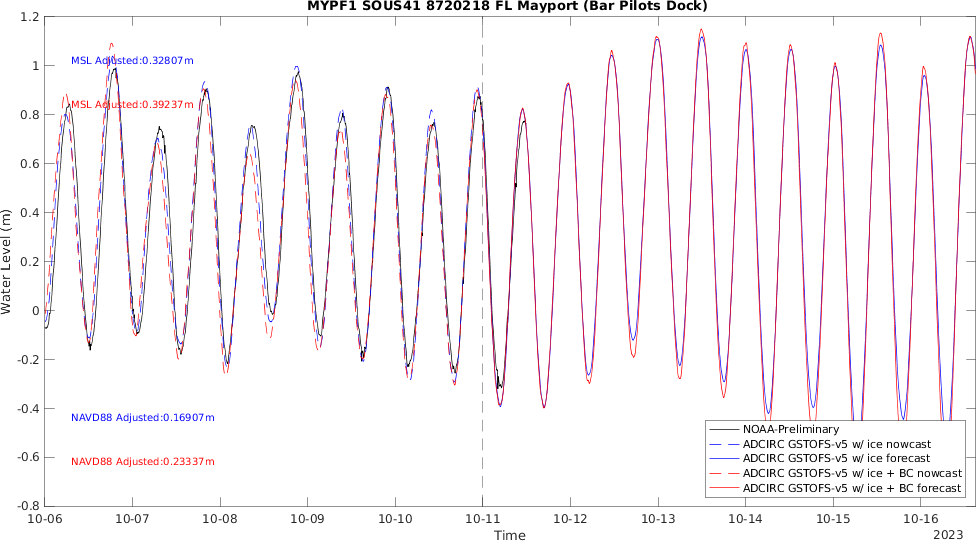 MYPF1 SOUS41 8720218 FL Mayport (Bar Pilots Dock)
1.2
1
0.8
0.6
0.4
0.2
0
-0.2
-0.4
-0.6
-0.8
Water Level (m)
MSL Adjusted:0.32807m
MSL Adjusted:0.39237m
NAVD88 Adjusted:0.16907m
NAVD88 Adjusted:0.23337m
NOAA-Preliminary
ADCIRC GSTOFS-v5 w/ ice nowcast
ADCIRC GSTOFS-v5 w/ ice forecast
ADCIRC GSTOFS-v5 w/ ice + BC nowcast
ADCIRC GSTOFS-v5 w/ ice + BC forecast
10-06 10-07 10-08 10-09 10-10 10-11 10-12 10-13 10-14 10-15 10-16
Time
2023